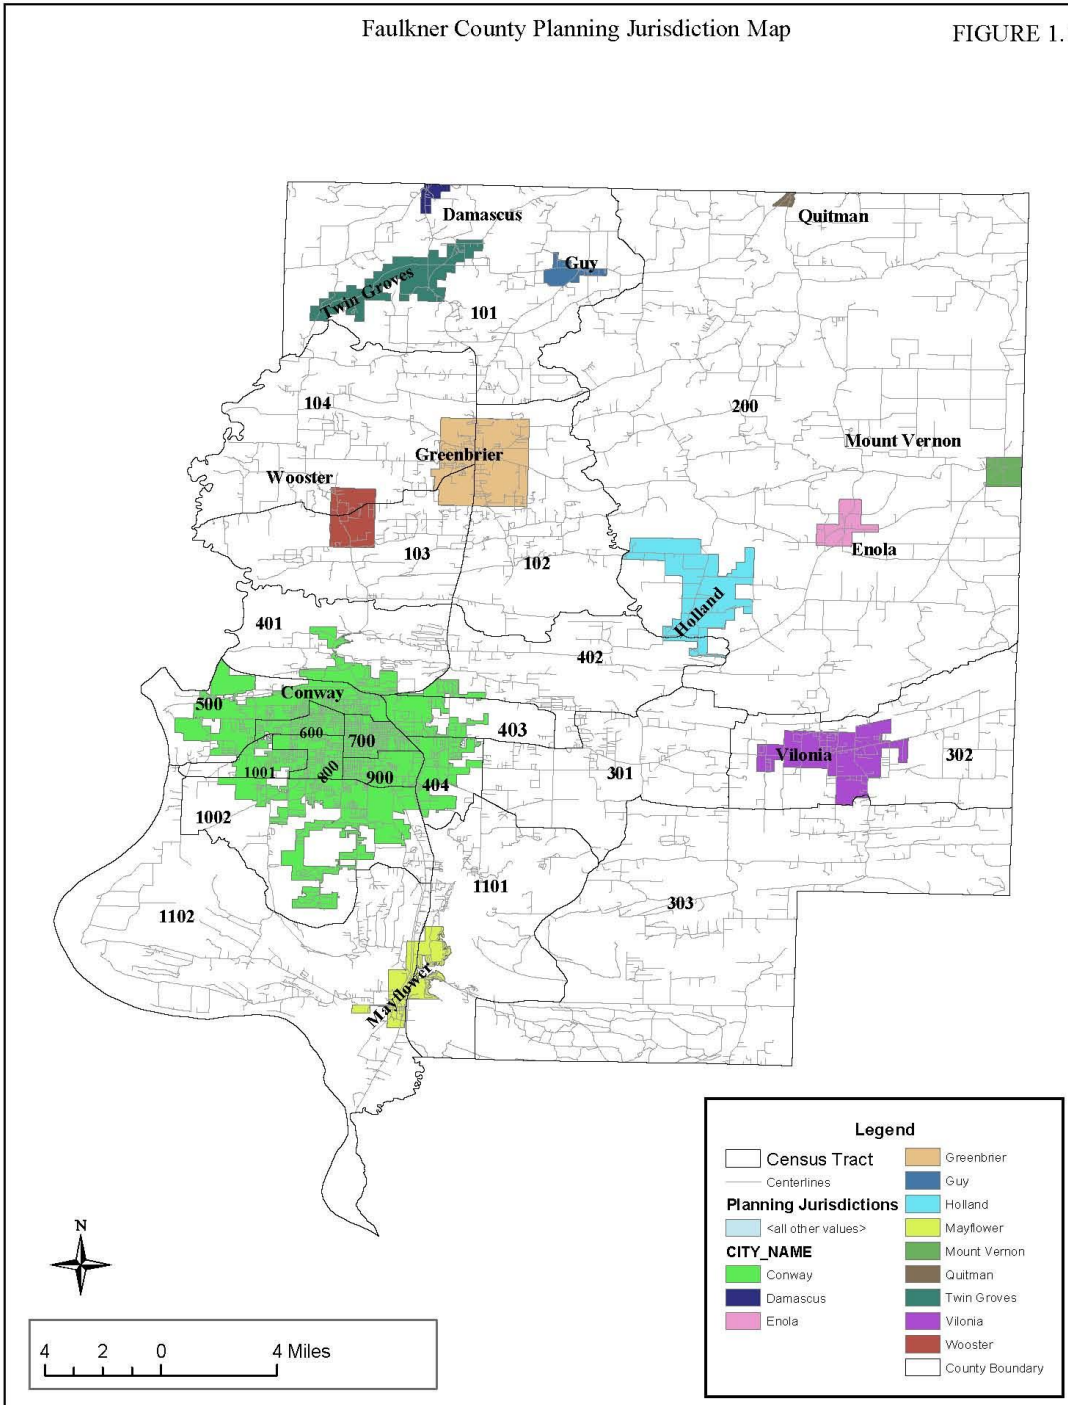 Faulkner County Planning Jurisdiction Map
FIGURE 1.
Damascus
Quitman
Guy
Twin Groves
101
104
200
Mount Vernon
Greenbrier
Wooster
Enola
103
102
Holland
401
402
Conway
500
600
700
403
Vilonia
302
1001
800
900
404
301
1002
1101
303
1102
Mayflower
Legend
Census Tract
Centerlines
Planning Jurisdictions
<all other values>
CITY_NAME
Conway
Damascus
Enola
Greenbrier
Guy
Holland
Mayflower
Mount Vernon
Quitman
Twin Groves
Vilonia
Wooster
County Boundary
N
4 2 0 4 Miles